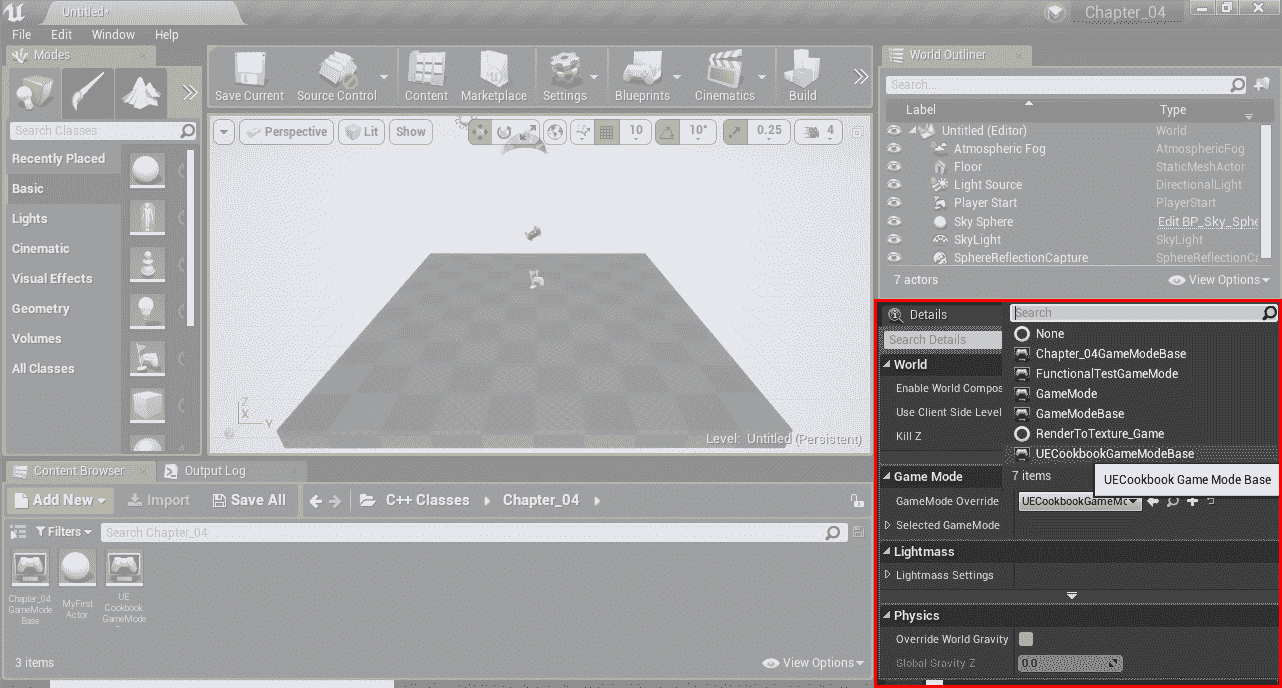 Untitled•
Chapter_04
File Edit Window Help
Modes
Search Classes
Recently Placed
Basic
Lights
Cinematic
Visual Effects
Geometry
Volumes
All Classes
Save Current
Source Control
Content
Marketplace
Settings
Blueprints
Cinematics
Build
Perspective
Lit
Show
10
10°
0.25
4
Z
X
Y
Level: Untitled (Persistent)
World Outliner
Search...
Label Type
Untitled (Editor) World
Atmospheric Fog AtmosphericFog
Floor StaticMeshActor
Light Source DirectionalLight
Player Start PlayerStart
Sky Sphere Edit BP_Sky_Sphe
SkyLight SkyLight
SphereReflectionCapture SphereReflectionCa
7 actors
View Options
Details
Search Details
World
Enable World Compos
Use Client Side Level
Kill Z
Search
None
Chapter_04GameModeBase
FunctionalTestGameMode
GameMode
GameModeBase
RenderToTexture_Game
UECookbookGameModeBase
7 items
UECookbook Game Mode Base
Game Mode
GameMode Override UECookbookGameMc
Selected GameMode
Lightmass
Lightmass Settings
Physics
Override World Gravity
Global Gravity Z 0.0
Content Browser
Output Log
Add New
Import
Save All
C++ Classes
Chapter_04
Filters
Search Chapter_04
Chapter_04
GameMode
Base
MyFirst
Actor
UE
Cookbook
GameMode
3 items
View Options